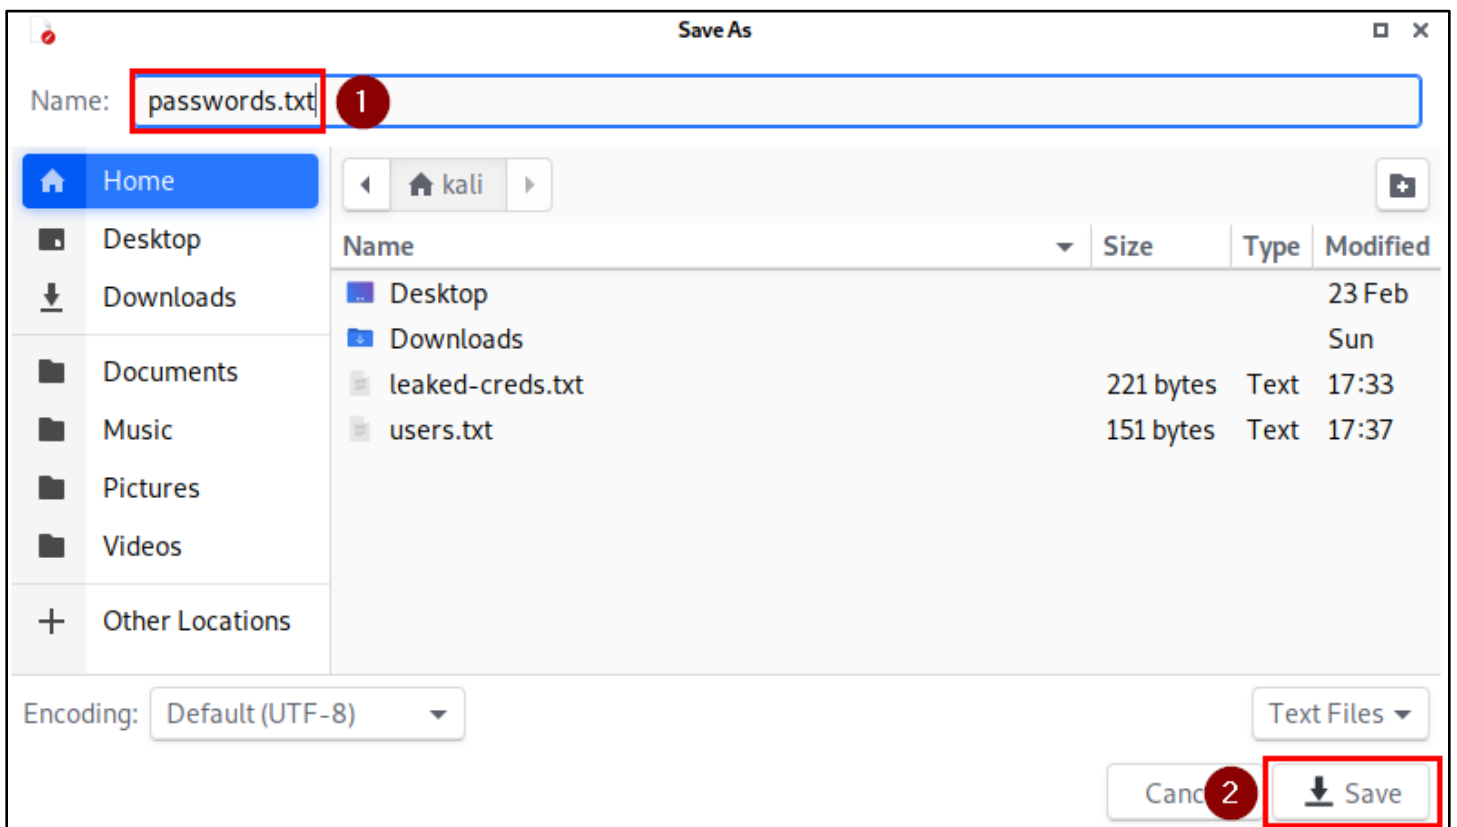 Save As
Name: passwords.txt 1
Home
Desktop
Downloads
Documents
Music
Pictures
Videos
Other Locations
kali
Name Size Type Modified
Desktop 23 Feb
Downloads Sun
leaked-creds.txt 221 bytes Text 17:33
users.txt 151 bytes Text 17:37
Encoding: Default (UTF-8) Text Files
Canc 2 Save